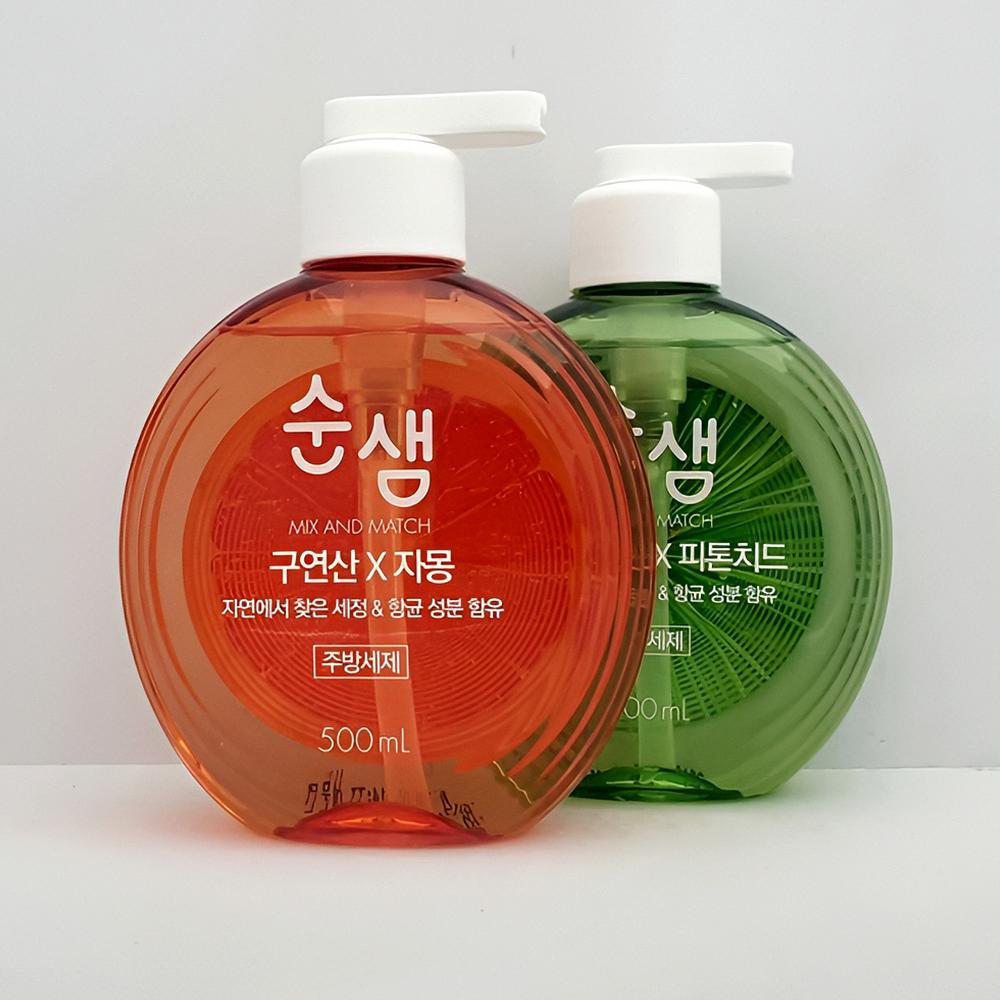 순샘
MIX AND MATCH
구연산 X 자몽
자연에서 찾은 세정 & 항균 성분 함유
주방세제
500 mL
샘
MATCH
X 피톤치드
& 항균 성분 함유
세제
00 mL